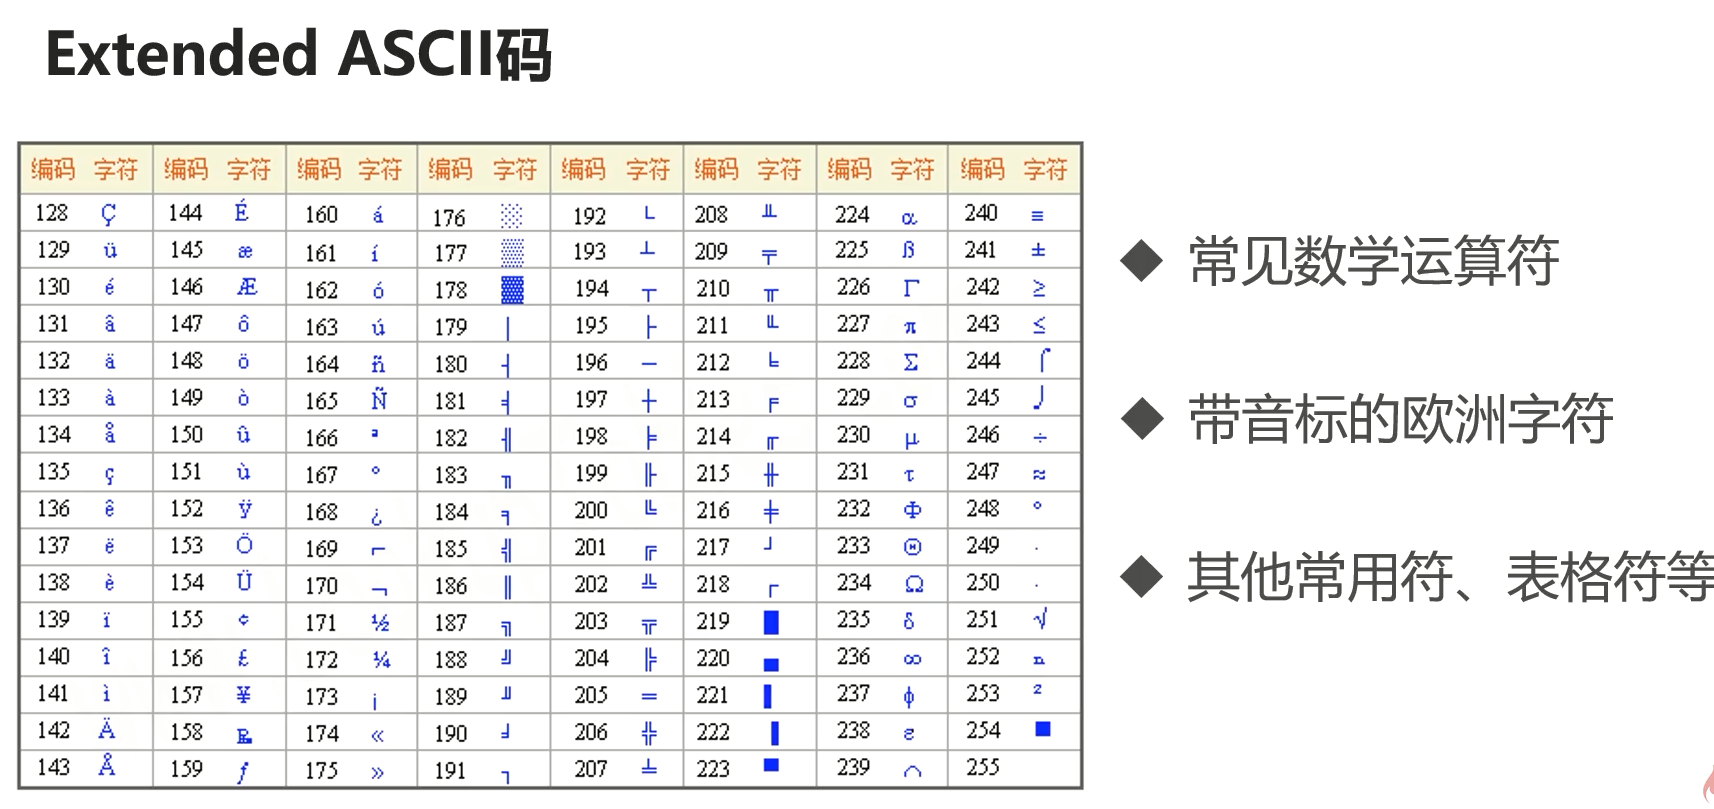 Extended ASCII码
编码 字符 编码 字符 编码 字符 编码 字符 编码 字符 编码 字符 编码 字符 编码 字符
128 Ç 144 É 160 á 176 ░ 192 └ 208 ╨ 224 α 240 ≡
129 ü 145 æ 161 í 177 ▒ 193 ┴ 209 ╤ 225 ß 241 ±
130 é 146 Æ 162 ó 178 ▓ 194 ┬ 210 ╥ 226 Γ 242 ≥
131 â 147 ô 163 ú 179 │ 195 ├ 211 ╙ 227 π 243 ≤
132 ä 148 ö 164 ñ 180 ┤ 196 ─ 212 ╘ 228 Σ 244 ⌠
133 à 149 ò 165 Ñ 181 ╡ 197 ┼ 213 ╒ 229 σ 245 ⌡
134 å 150 û 166 ª 182 ╢ 198 ╞ 214 ╓ 230 µ 246 ÷
135 ç 151 ù 167 º 183 ╖ 199 ╟ 215 ╫ 231 τ 247 ≈
136 ê 152 ÿ 168 ¿ 184 ╕ 200 ╚ 216 ╪ 232 Φ 248 °
137 ë 153 Ö 169 ⌐ 185 ╣ 201 ╔ 217 ┘ 233 Θ 249 ·
138 è 154 Ü 170 ¬ 186 ║ 202 ╩ 218 ┌ 234 Ω 250 ·
139 ï 155 ¢ 171 ½ 187 ╗ 203 ╦ 219 █ 235 δ 251 √
140 î 156 £ 172 ¼ 188 ╝ 204 ╠ 220 ▄ 236 ∞ 252 ⁿ
141 ì 157 ¥ 173 ¡ 189 ╜ 205 ═ 221 ▌ 237 φ 253 ²
142 Ä 158 ₧ 174 « 190 ╛ 206 ╬ 222 ▐ 238 ε 254 ■
143 Å 159 ƒ 175 » 191 ┐ 207 ╧ 223 ▀ 239 ∩ 255
◆ 常见数学运算符
◆ 带音标的欧洲字符
◆ 其他常用符、表格符等